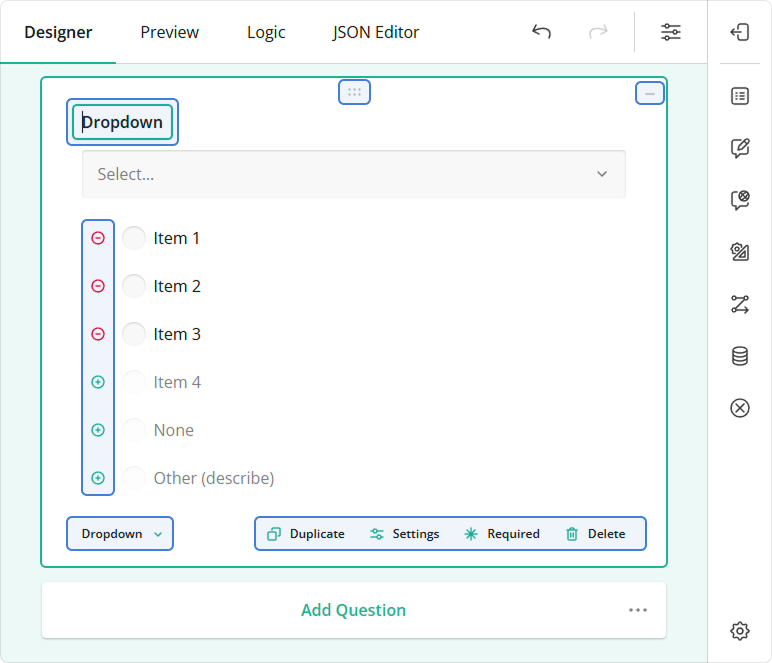 Designer Preview Logic JSON Editor
Dropdown
Select...
Item 1
Item 2
Item 3
Item 4
None
Other (describe)
Dropdown Duplicate Settings Required Delete
Add Question